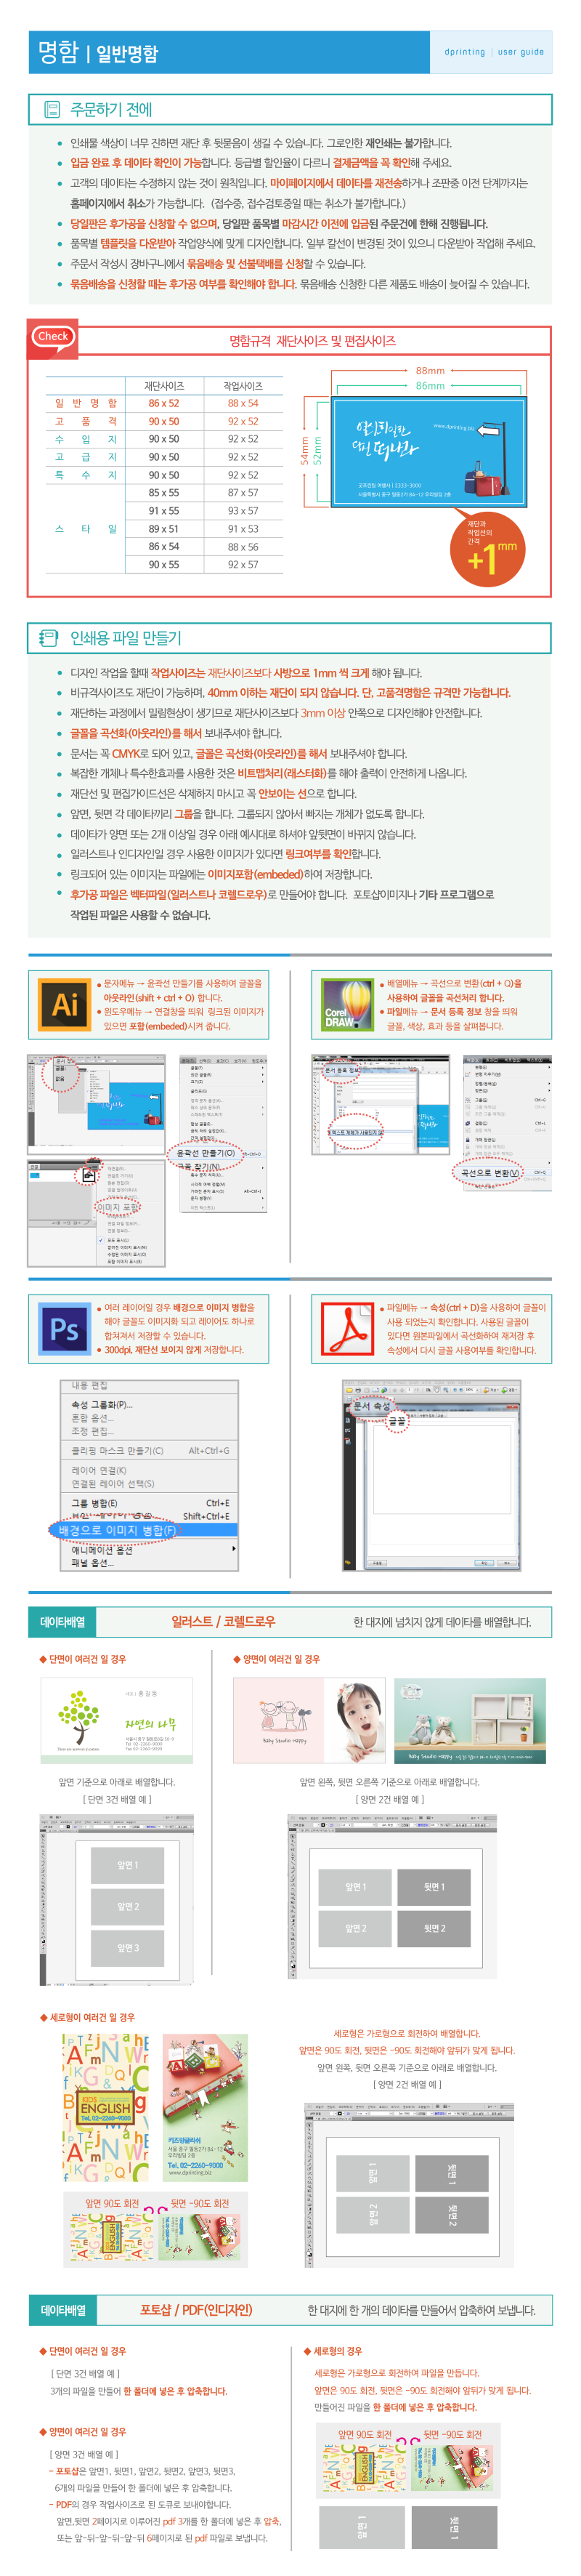 명함 | 일반명함
dprinting | user guide
주문하기 전에
인쇄물 색상이 너무 진하면 재단 후 뒷묻음이 생길 수 있습니다. 그로인한 재인쇄는 불가합니다.
입금 완료 후 데이타 확인이 가능합니다. 등급별 할인율이 다르니 결제금액을 꼭 확인해 주세요.
고객의 데이타는 수정하지 않는 것이 원칙입니다. 마이페이지에서 데이타를 재전송하거나 조판중 이전 단계까지는
홈페이지에서 취소가 가능합니다. (접수중, 접수검토중일 때는 취소가 불가합니다.)
당일판은 후가공을 신청할 수 없으며, 당일판 품목별 마감시간 이전에 입금된 주문건에 한해 진행됩니다.
품목별 템플릿을 다운받아 작업양식에 맞게 디자인합니다. 일부 칼선이 변경된 것이 있으니 다운받아 작업해 주세요.
주문서 작성시 장바구니에서 묶음배송 및 선불택배를 신청할 수 있습니다.
묶음배송을 신청할 때는 후가공 여부를 확인해야 합니다. 묶음배송 신청한 다른 제품도 배송이 늦어질 수 있습니다.
Check
명함규격 재단사이즈 및 편집사이즈
재단사이즈 작업사이즈
일 반 명 함 86 x 52 88 x 54
고 품 격 90 x 50 92 x 52
수 입 지 90 x 50 92 x 52
고 급 지 90 x 50 92 x 52
특 수 지 90 x 50 92 x 52
85 x 55 87 x 57
91 x 55 93 x 57
스 타 일 89 x 51 91 x 53
86 x 54 88 x 56
90 x 55 92 x 57
88mm
86mm
54mm
52mm
www.dprinting.biz
재단과
작업선의
간격
+1mm
인쇄용 파일 만들기
디자인 작업을 할때 작업사이즈는 재단사이즈보다 사방으로 1mm 씩 크게 해야 됩니다.
비규격사이즈도 재단이 가능하며, 40mm 이하는 재단이 되지 않습니다. 단, 고품격명함은 규격만 가능합니다.
재단하는 과정에서 밀림현상이 생기므로 재단사이즈보다 3mm 이상 안쪽으로 디자인해야 안전합니다.
글꼴을 곡선화(아웃라인)를 해서 보내주셔야 합니다.
문서는 꼭 CMYK로 되어 있고, 글꼴은 곡선화(아웃라인)를 해서 보내주셔야 합니다.
복잡한 개체나 특수한효과를 사용한 것은 비트맵처리(래스터화)를 해야 출력이 안전하게 나옵니다.
재단선 및 편집가이드선은 삭제하지 마시고 꼭 안보이는 선으로 합니다.
앞면, 뒷면 각 데이타끼리 그룹을 합니다. 그룹되지 않아서 빠지는 개체가 없도록 합니다.
데이타가 양면 또는 2개 이상일 경우 아래 예시대로 하셔야 앞뒷면이 바뀌지 않습니다.
일러스트나 인디자인일 경우 사용한 이미지가 있다면 링크여부를 확인합니다.
링크되어 있는 이미지는 파일에는 이미지포함(embeded)하여 저장합니다.
후가공 파일은 벡터파일(일러스트나 코렐드로우)로 만들어야 합니다. 포토샵이미지나 기타 프로그램으로
작업된 파일은 사용할 수 없습니다.
Ai
문자메뉴 → 윤곽선 만들기를 사용하여 글꼴을
아웃라인(shift + ctrl + O) 합니다.
윈도우메뉴 → 연결창을 띄워 링크된 이미지가
있으면 포함(embeded)시켜 줍니다.
Corel
DRAW
배열메뉴 → 곡선으로 변환(ctrl + Q)을
사용하여 글꼴을 곡선처리 합니다.
파일메뉴 → 문서 등록 정보 창을 띄워
글꼴, 색상, 효과 등을 살펴봅니다.
윤곽선 만들기(O)
글꼴 찾기(N)...
이미지 포함
문서 등록 정보
곡선으로 변환(V)
Ps
여러 레이어일 경우 배경으로 이미지 병합을
해야 글꼴도 이미지화 되고 레이어도 하나로
합쳐져서 저장할 수 있습니다.
300dpi, 재단선 보이지 않게 저장합니다.
파일메뉴 → 속성(ctrl + D)을 사용하여 글꼴이
사용 되었는지 확인합니다. 사용된 글꼴이
있다면 원본파일에서 곡선화하여 재저장 후
속성에서 다시 글꼴 사용여부를 확인합니다.
내용 편집
속성 그룹화(P)...
혼합 옵션...
조정 편집...
클리핑 마스크 만들기(C) Alt+Ctrl+G
레이어 연결(K)
연결된 레이어 선택(S)
그룹 병합(E) Ctrl+E
Shift+Ctrl+E
배경으로 이미지 병합(F)
애니메이션 옵션
패널 옵션...
문서 속성
글꼴
데이타배열
일러스트 / 코렐드로우
한 대지에 넘치지 않게 데이타를 배열합니다.
◆ 단면이 여러건 일 경우
◆ 양면이 여러건 일 경우
자연의 나무
Baby Studio Happy
Baby Studio Happy
앞면 기준으로 아래로 배열합니다.
[ 단면 3건 배열 예 ]
앞면 왼쪽, 뒷면 오른쪽 기준으로 아래로 배열합니다.
[ 양면 2건 배열 예 ]
앞면 1
앞면 2
앞면 3
앞면 1 뒷면 1
앞면 2 뒷면 2
◆ 세로형이 여러건 일 경우
KIDS
ENGLISH
Tel. 02-2260-9000
키즈잉글리쉬
서울 중구 필동2가 84-12
우리빌딩 2층
Tel. 02-2260-9000
www.dprinting.biz
앞면 90도 회전 뒷면 -90도 회전
세로형은 가로형으로 회전하여 배열합니다.
앞면은 90도 회전, 뒷면은 -90도 회전해야 앞뒤가 맞게 됩니다.
앞면 왼쪽, 뒷면 오른쪽 기준으로 아래로 배열합니다.
[ 양면 2건 배열 예 ]
앞면 1 뒷면 1
앞면 2 뒷면 2
데이타배열
포토샵 / PDF(인디자인)
한 대지에 한 개의 데이타를 만들어서 압축하여 보냅니다.
◆ 단면이 여러건 일 경우
[ 단면 3건 배열 예 ]
3개의 파일을 만들어 한 폴더에 넣은 후 압축합니다.
◆ 양면이 여러건 일 경우
[ 양면 3건 배열 예 ]
- 포토샵은 앞면1, 뒷면1, 앞면2, 뒷면2, 앞면3, 뒷면3,
6개의 파일을 만들어 한 폴더에 넣은 후 압축합니다.
- PDF의 경우 작업사이즈로 된 도큐로 보내야합니다.
앞면,뒷면 2페이지로 이루어진 pdf 3개를 한 폴더에 넣은 후 압축,
또는 앞-뒤-앞-뒤-앞-뒤 6페이지로 된 pdf 파일로 보냅니다.
◆ 세로형의 경우
세로형은 가로형으로 회전하여 파일을 만듭니다.
앞면은 90도 회전, 뒷면은 -90도 회전해야 앞뒤가 맞게 됩니다.
만들어진 파일을 한 폴더에 넣은 후 압축합니다.
앞면 90도 회전 뒷면 -90도 회전
앞면 1 뒷면 1